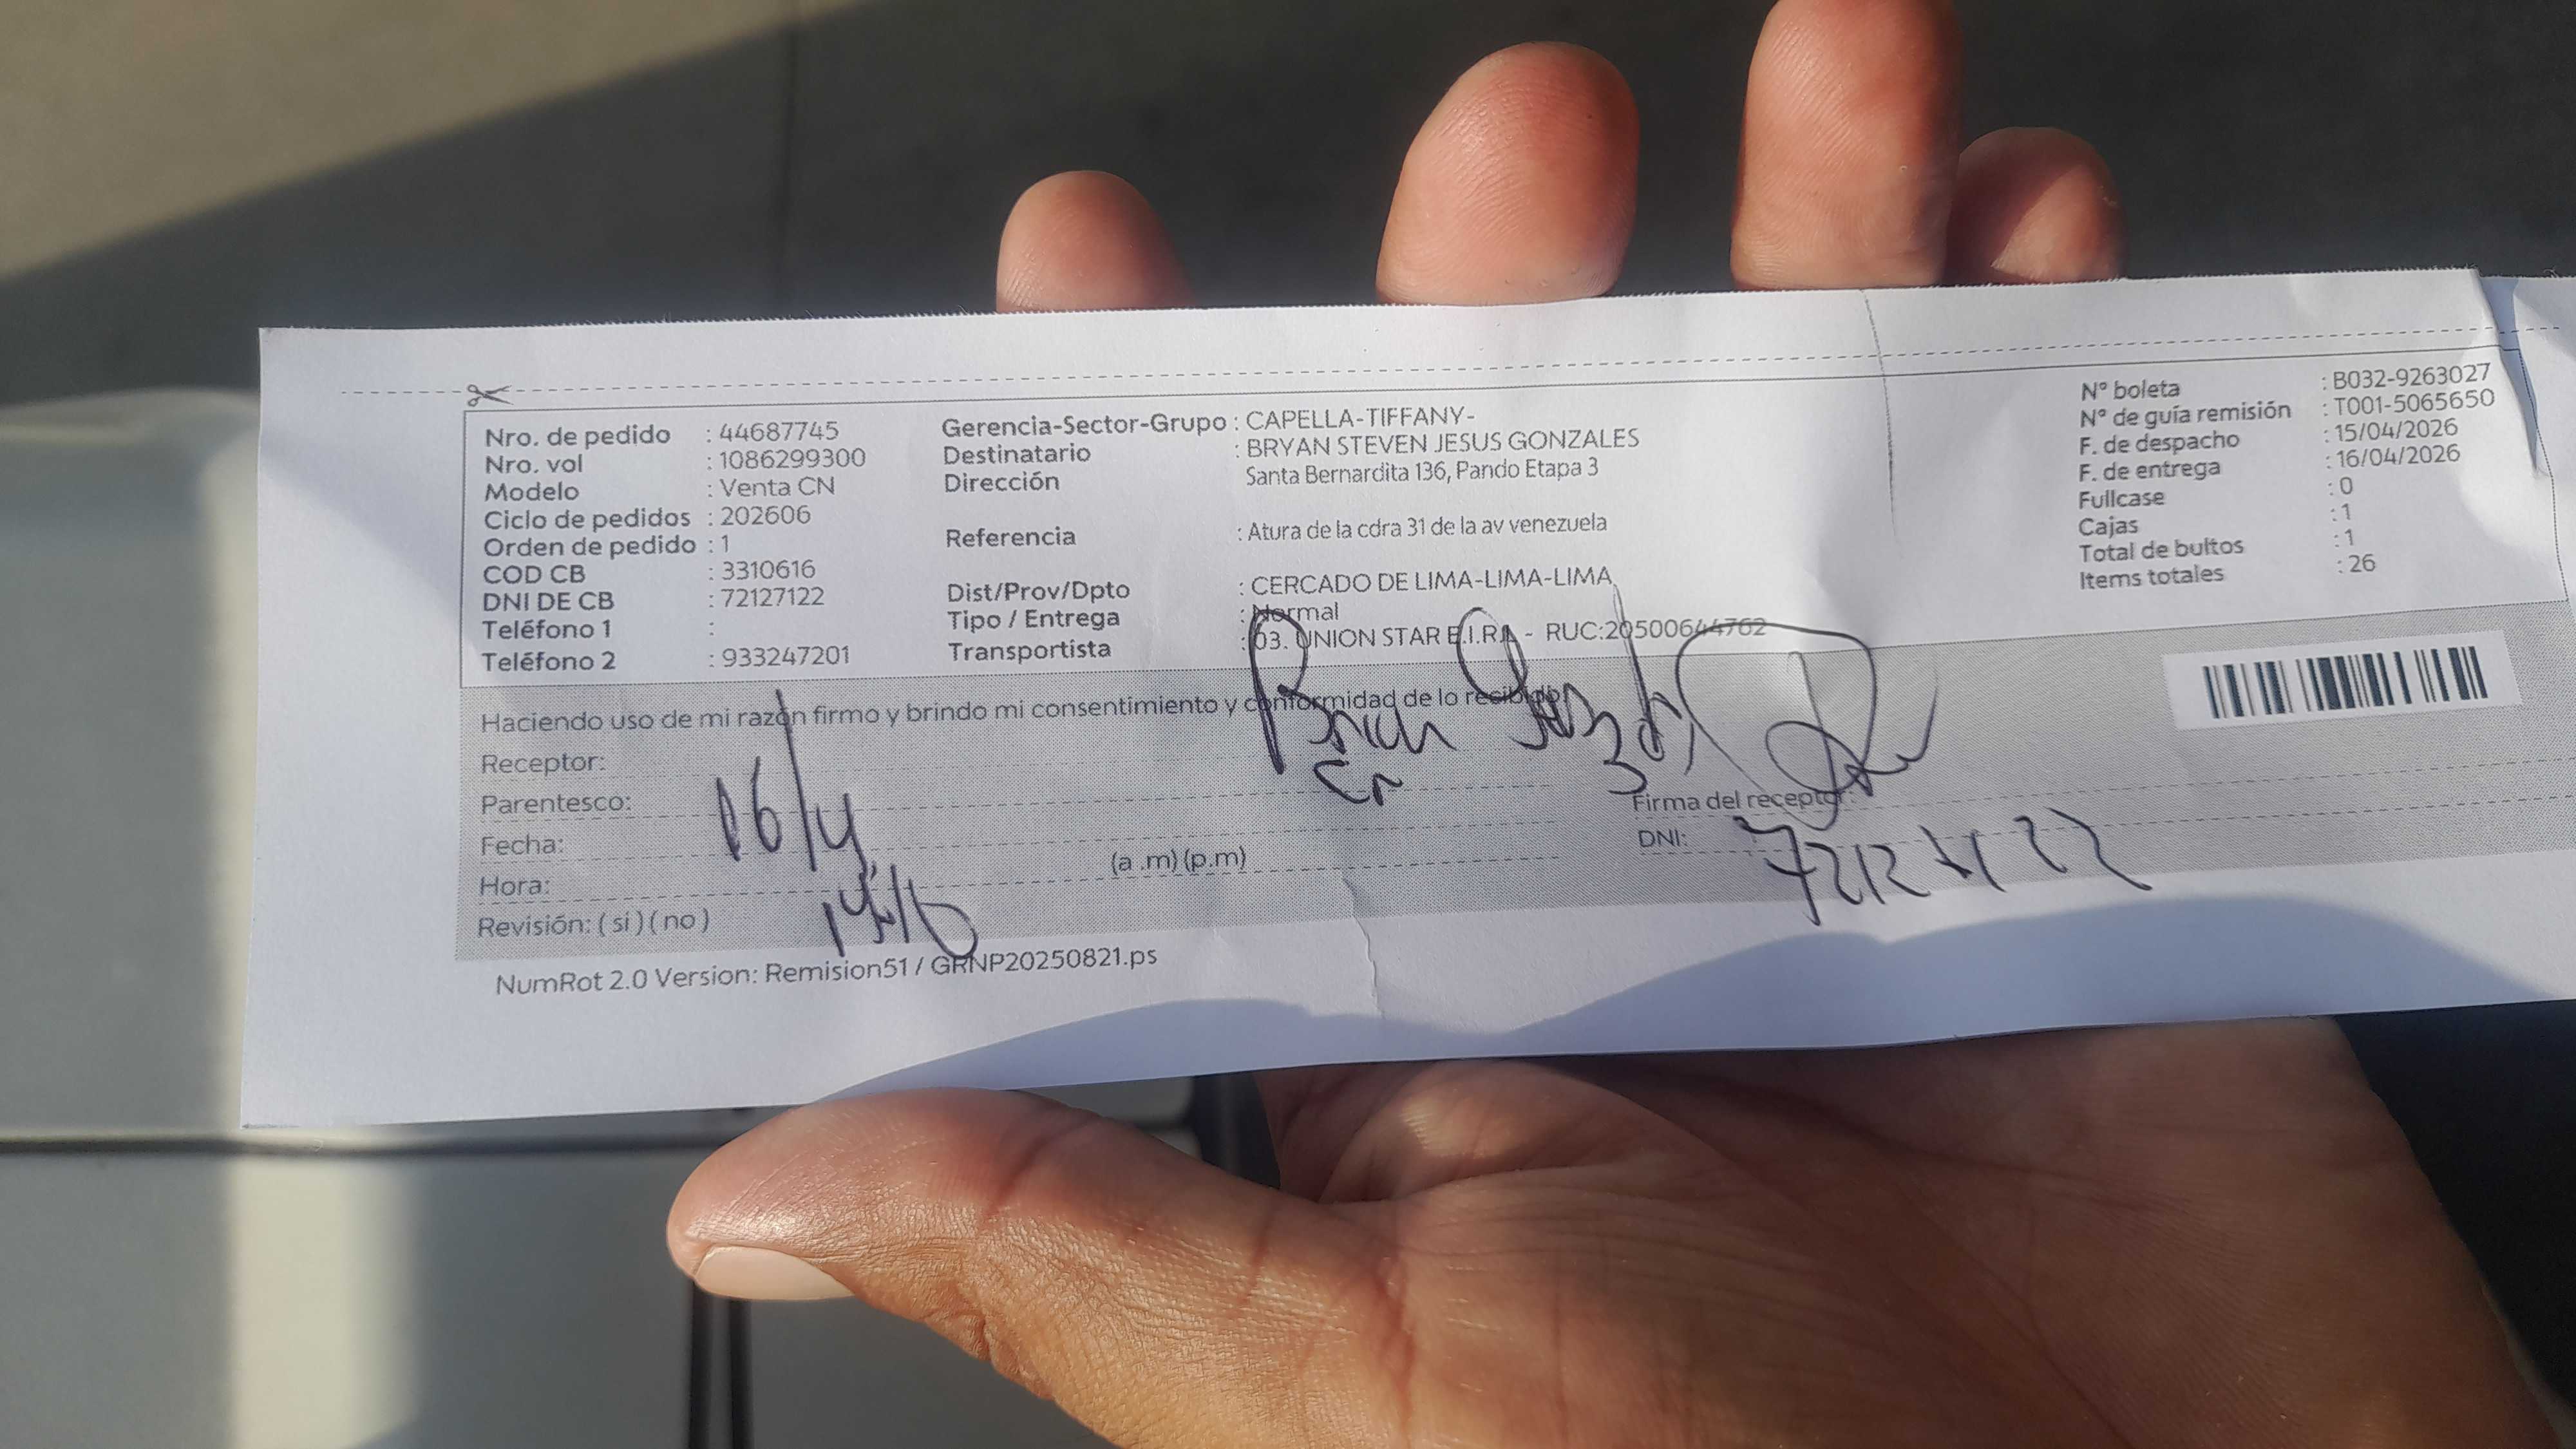 Nro. de pedido : 44687745
Nro. vol : 1086299300
Modelo : Venta CN
Ciclo de pedidos : 202606
Orden de pedido : 1
COD CB : 3310616
DNI DE CB : 72127122
Teléfono 1 :
Teléfono 2 : 933247201
Gerencia-Sector-Grupo : CAPELLA-TIFFANY-
Destinatario : BRYAN STEVEN JESUS GONZALES
Dirección Santa Bernardita 136, Pando Etapa 3
Referencia : Atura de la cdra 31 de la av venezuela
Dist/Prov/Dpto : CERCADO DE LIMA-LIMA-LIMA
Tipo / Entrega : Normal
Transportista : 03. UNION STAR E.I.R.L - RUC:20500644762
N° boleta : B032-9263027
N° de guía remisión : T001-5065650
F. de despacho : 15/04/2026
F. de entrega : 16/04/2026
Fullcase : 0
Cajas : 1
Total de bultos : 1
Items totales : 26
Haciendo uso de mi razón firmo y brindo mi consentimiento y conformidad de lo recibido
Receptor:
Parentesco:
Fecha: 16/4
Hora: (a .m) (p.m)
Revisión: ( si ) ( no )
Firma del receptor:
DNI: 72127122
NumRot 2.0 Version: Remision51 / GRNP20250821.ps